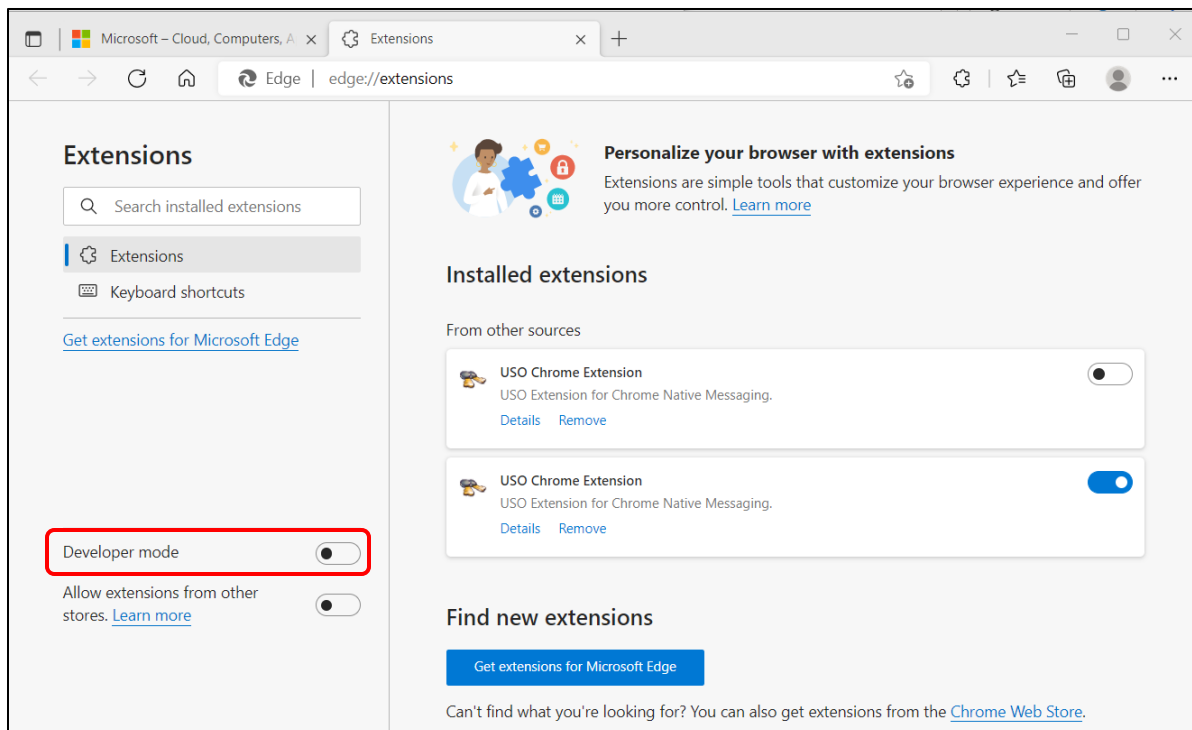 Microsoft – Cloud, Computers, A
Extensions
Edge | edge://extensions
Extensions
Search installed extensions
Extensions
Keyboard shortcuts
Get extensions for Microsoft Edge
Developer mode
Allow extensions from other
stores. Learn more
Personalize your browser with extensions
Extensions are simple tools that customize your browser experience and offer
you more control. Learn more
Installed extensions
From other sources
USO Chrome Extension
USO Extension for Chrome Native Messaging.
Details Remove
USO Chrome Extension
USO Extension for Chrome Native Messaging.
Details Remove
Find new extensions
Get extensions for Microsoft Edge
Can't find what you're looking for? You can also get extensions from the Chrome Web Store.